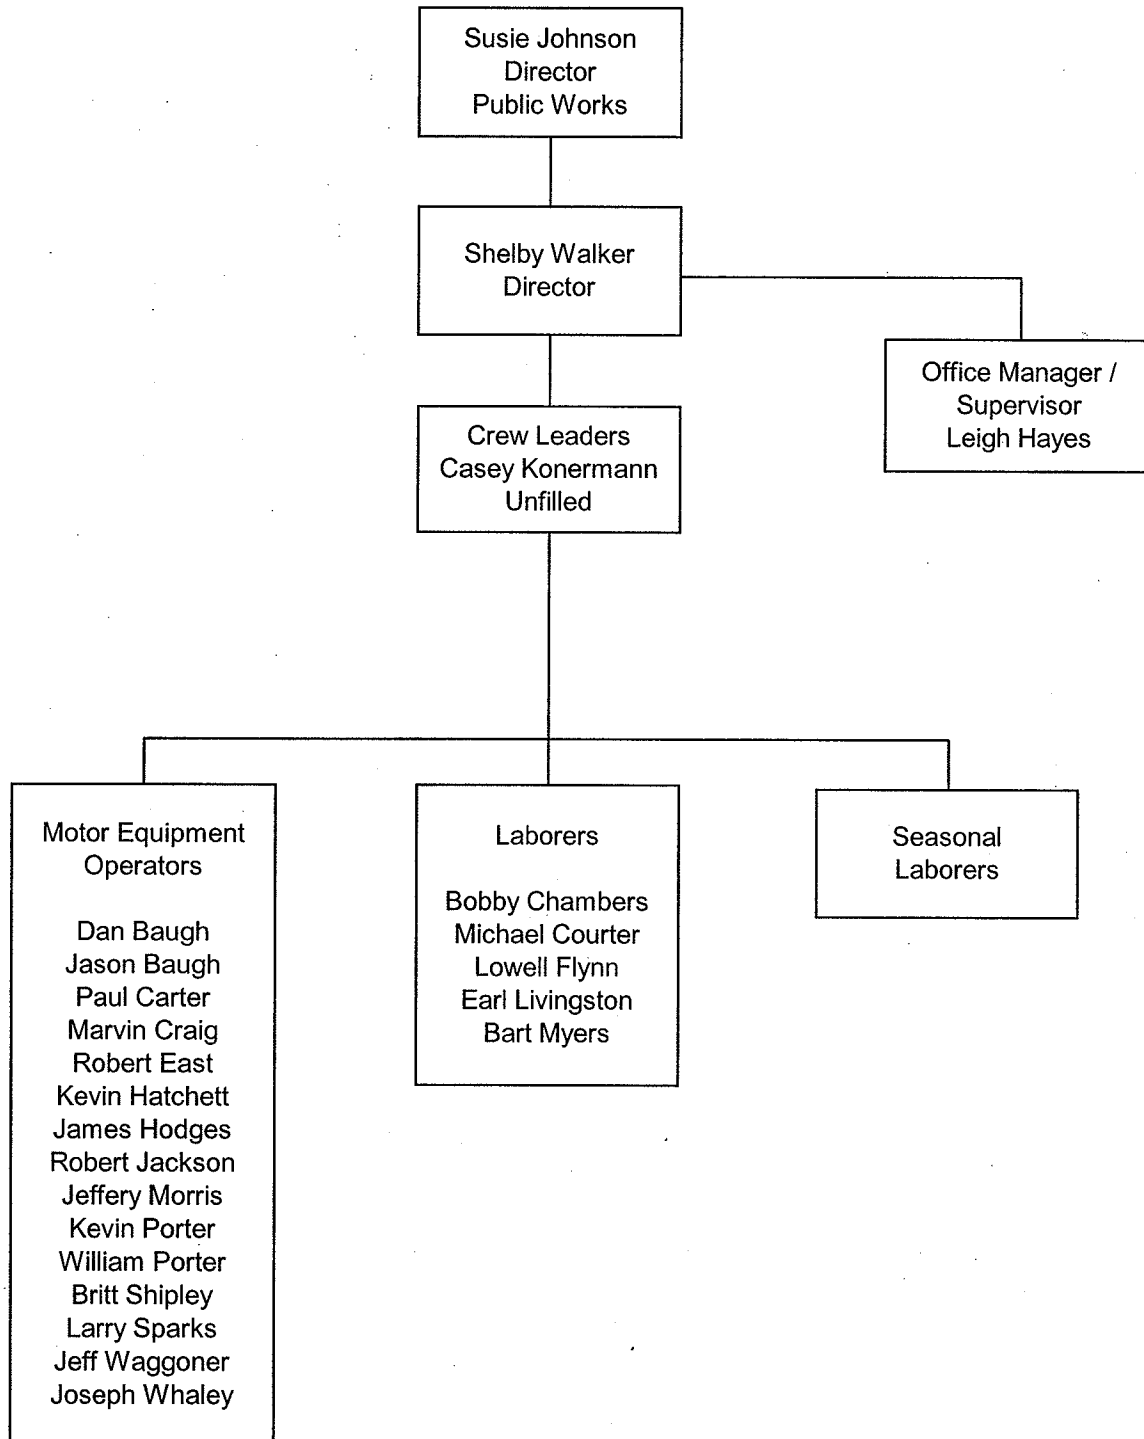 Susie Johnson
Director
Public Works
Shelby Walker
Director
Office Manager /
Supervisor
Leigh Hayes
Crew Leaders
Casey Konermann
Unfilled
Motor Equipment
Operators
Dan Baugh
Jason Baugh
Paul Carter
Marvin Craig
Robert East
Kevin Hatchett
James Hodges
Robert Jackson
Jeffery Morris
Kevin Porter
William Porter
Britt Shipley
Larry Sparks
Jeff Waggoner
Joseph Whaley
Laborers
Bobby Chambers
Michael Courter
Lowell Flynn
Earl Livingston
Bart Myers
Seasonal
Laborers